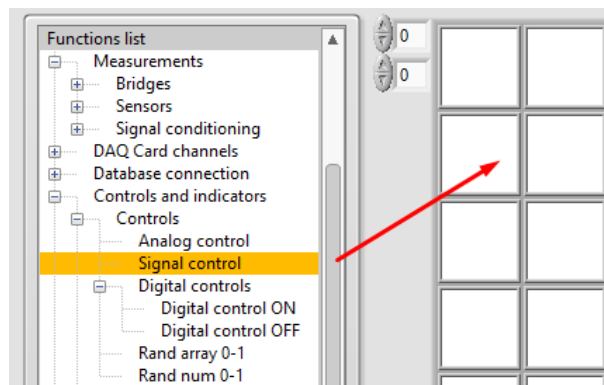 Functions list
Measurements
Bridges
Sensors
Signal conditioning
DAQ Card channels
Database connection
Controls and indicators
Controls
Analog control
Signal control
Digital controls
Digital control ON
Digital control OFF
Rand array 0-1
Rand num 0-1
0
0